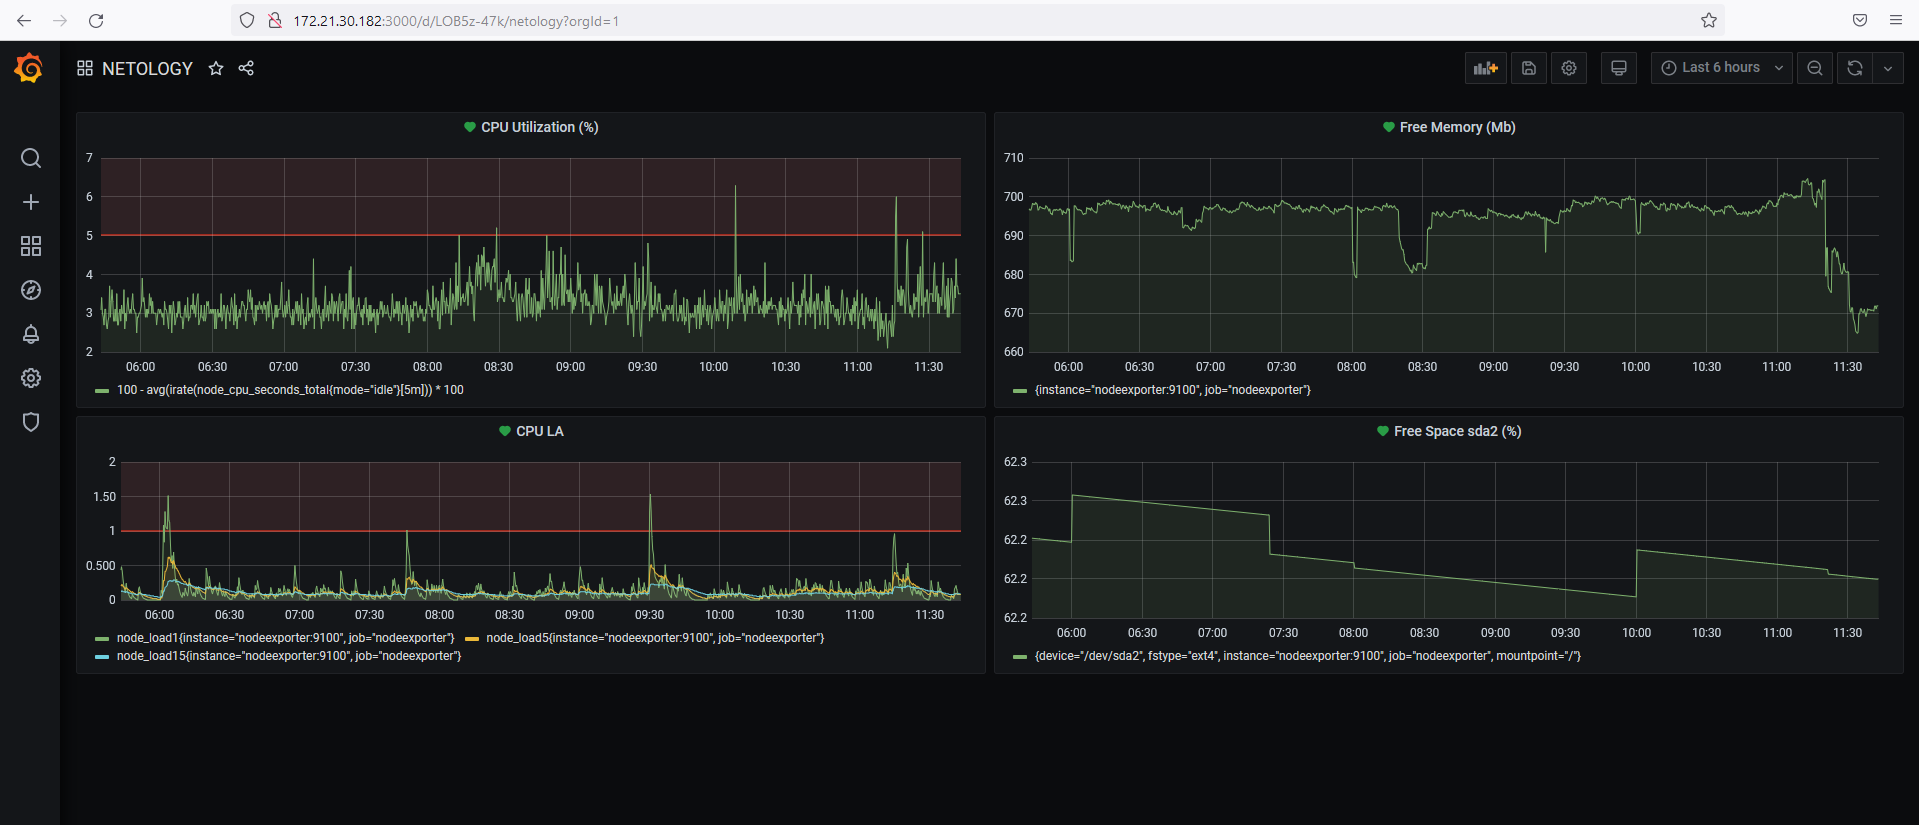 172.21.30.182:3000/d/LOB5z-47k/netology?orgId=1
NETOLOGY
Last 6 hours
CPU Utilization (%)
7
6
5
4
3
2
06:00 06:30 07:00 07:30 08:00 08:30 09:00 09:30 10:00 10:30 11:00 11:30
100 - avg(irate(node_cpu_seconds_total{mode="idle"}[5m])) * 100
Free Memory (Mb)
710
700
690
680
670
660
06:00 06:30 07:00 07:30 08:00 08:30 09:00 09:30 10:00 10:30 11:00 11:30
{instance="nodeexporter:9100", job="nodeexporter"}
CPU LA
2
1.50
1
0.500
0
06:00 06:30 07:00 07:30 08:00 08:30 09:00 09:30 10:00 10:30 11:00 11:30
node_load1{instance="nodeexporter:9100", job="nodeexporter"} node_load5{instance="nodeexporter:9100", job="nodeexporter"}
node_load15{instance="nodeexporter:9100", job="nodeexporter"}
Free Space sda2 (%)
62.3
62.3
62.2
62.2
62.2
06:00 06:30 07:00 07:30 08:00 08:30 09:00 09:30 10:00 10:30 11:00 11:30
{device="/dev/sda2", fstype="ext4", instance="nodeexporter:9100", job="nodeexporter", mountpoint="/"}